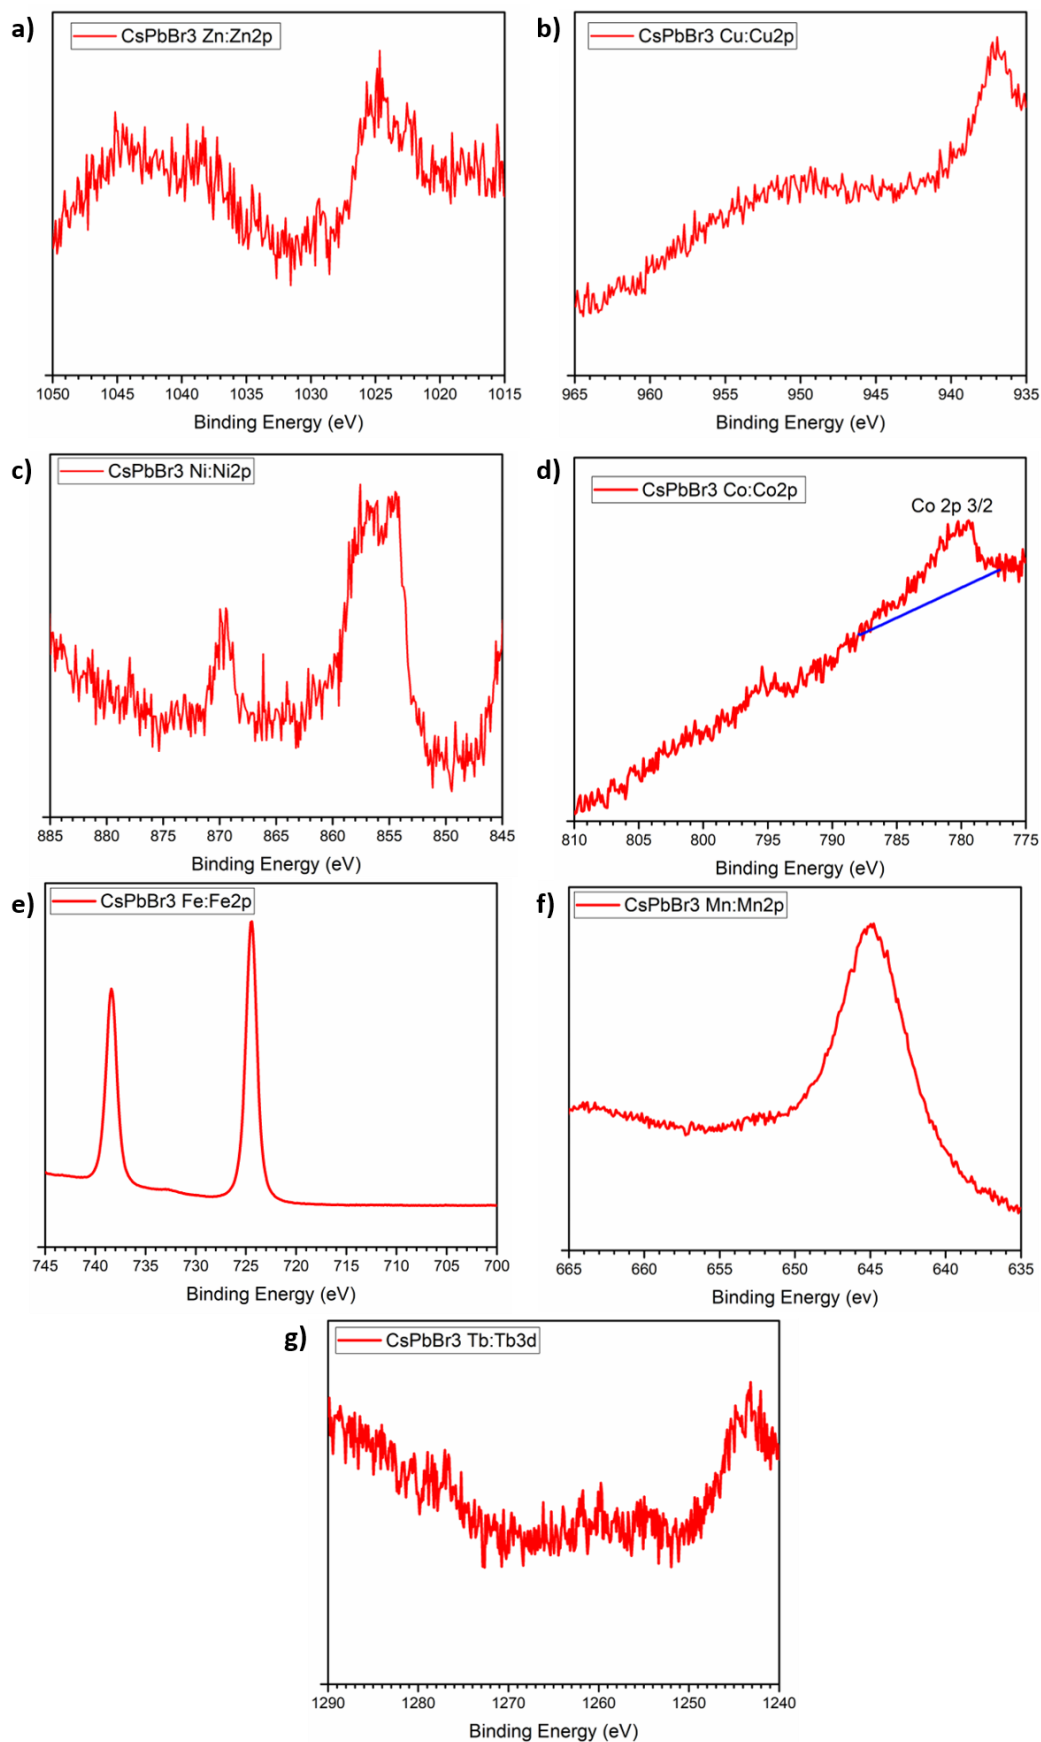 a)
CsPbBr3 Zn:Zn2p
1050 1045 1040 1035 1030 1025 1020 1015
Binding Energy (eV)
b)
CsPbBr3 Cu:Cu2p
965 960 955 950 945 940 935
Binding Energy (eV)
c)
CsPbBr3 Ni:Ni2p
885 880 875 870 865 860 855 850 845
Binding Energy (eV)
d)
CsPbBr3 Co:Co2p
Co 2p 3/2
810 805 800 795 790 785 780 775
Binding Energy (eV)
e)
CsPbBr3 Fe:Fe2p
745 740 735 730 725 720 715 710 705 700
Binding Energy (eV)
f)
CsPbBr3 Mn:Mn2p
665 660 655 650 645 640 635
Binding Energy (ev)
g)
CsPbBr3 Tb:Tb3d
1290 1280 1270 1260 1250 1240
Binding Energy (eV)